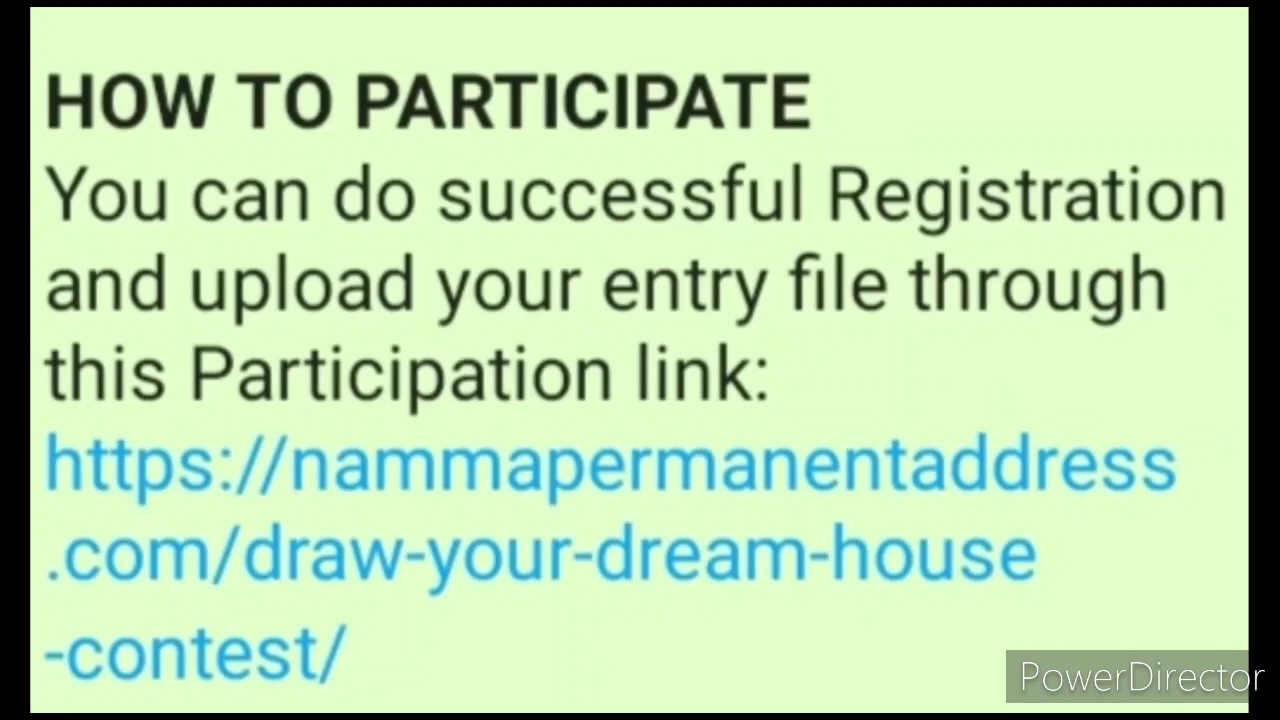 HOW TO PARTICIPATE
You can do successful Registration
and upload your entry file through
this Participation link:
https://nammapermanentaddress
.com/draw-your-dream-house
-contest/
PowerDirector